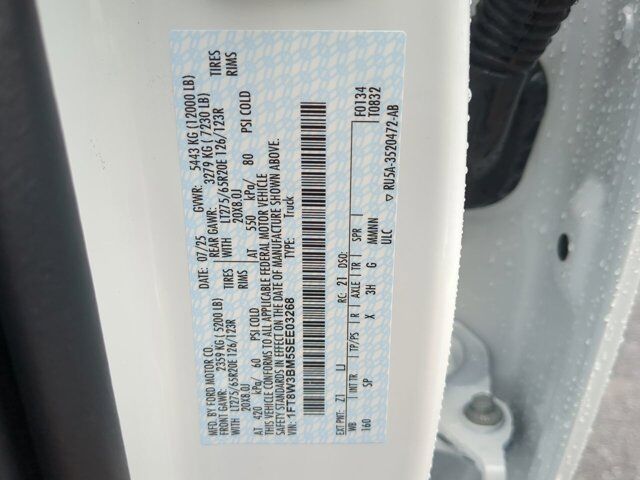 MFD. BY FORD MOTOR CO.
DATE: 07/25 GVWR: 5443 KG (12000 LB)
FRONT GAWR: 2359 KG (5200 LB) REAR GAWR: 3279 KG (7230 LB)
WITH LT275/65R20E 126/123R TIRES WITH LT275/65R20E 126/123R TIRES
20X8.0J RIMS 20X8.0J RIMS
AT 420 kPa/ 60 PSI COLD AT 550 kPa/ 80 PSI COLD
THIS VEHICLE CONFORMS TO ALL APPLICABLE FEDERAL MOTOR VEHICLE
SAFETY STANDARDS IN EFFECT ON THE DATE OF MANUFACTURE SHOWN ABOVE.
VIN: 1FT8W3BM5SEE03268 TYPE: Truck
F0134
T0832
EXT PNT: Z1 RC: 21 DSO:
WB INT TR TP/PS R AXLE TR SPR
160 SP X 3H G MMNNN
ULC
▽ RU5A-3520472-AB